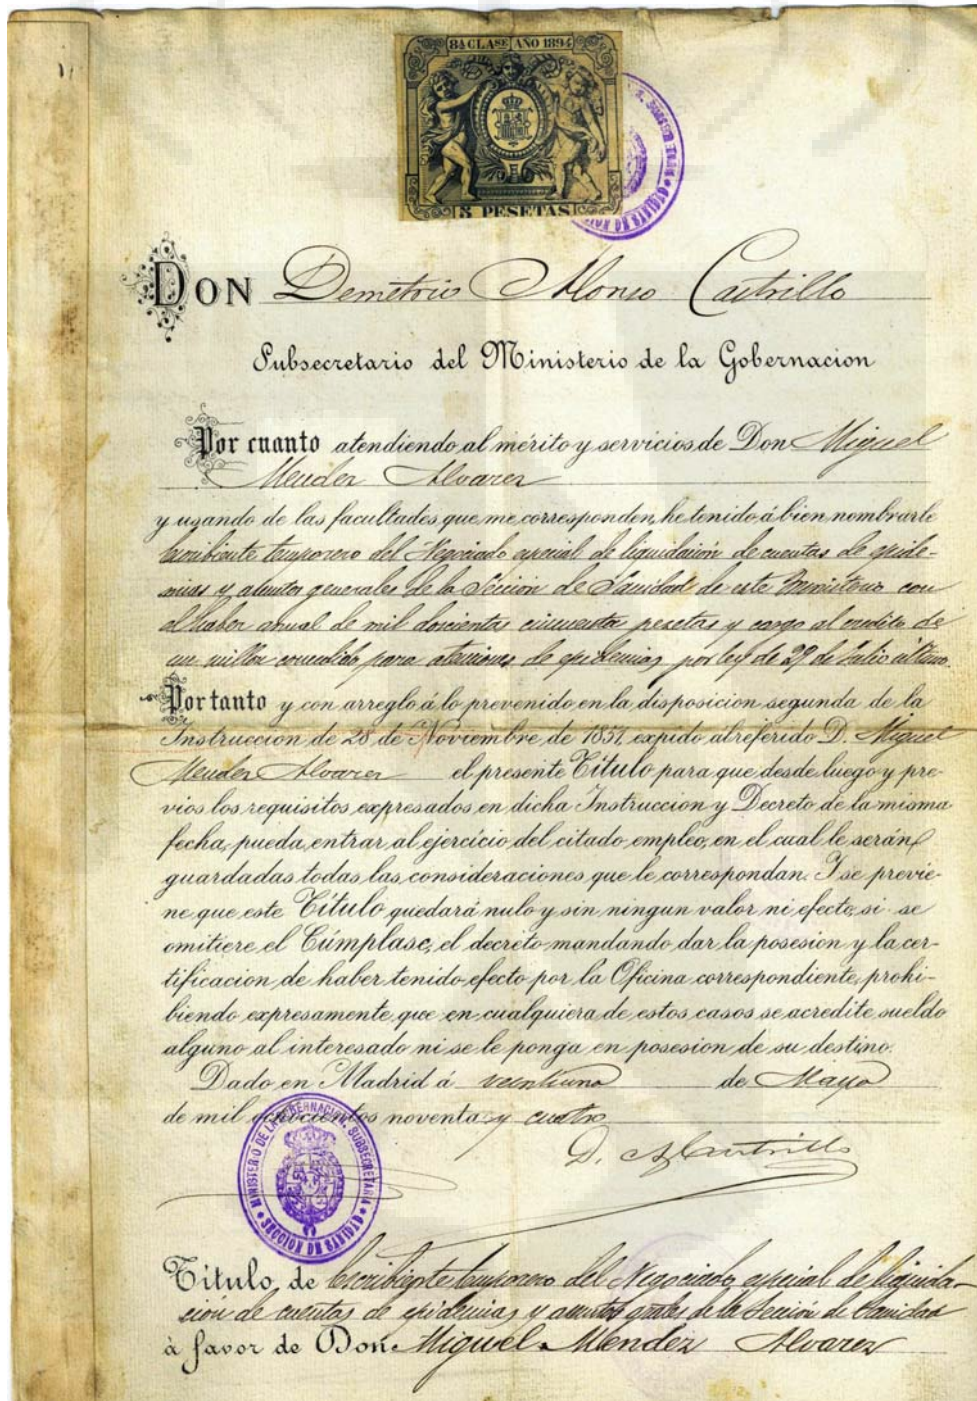 8ª CLASE AÑO 1894
5 PESETAS
DON Demetrio Alonso Castrillo
Subsecretario del Ministerio de la Gobernacion
Por cuanto atendiendo al mérito y servicios de Don Miguel
Mendez Alvarez
y usando de las facultades que me corresponden, he tenido á bien nombrarle
Escribiente temporero del Negociado especial de liquidación de cuentas de epide-
mias y asuntos generales de la Sección de Sanidad de este Ministerio con
el haber anual de mil doscientas cincuenta pesetas y cargo al credito de
un millon concedido para atenciones de epidemias por ley de 29 de Julio último.
Por tanto y con arreglo á lo prevenido en la disposicion segunda de la
Instruccion de 28 de Noviembre de 1851, expido al referido D. Miguel
Mendez Alvarez el presente Título para que desde luego y pre-
vios los requisitos expresados en dicha Instruccion y Decreto de la misma
fecha, pueda entrar al ejercicio del citado empleo, en el cual le serán
guardadas todas las consideraciones que le correspondan. Y se previe-
ne que este Título quedará nulo y sin ningun valor ni efecto, si se
omitiere el Cúmplase, el decreto mandando dar la posesion y la cer-
tificacion de haber tenido efecto por la Oficina correspondiente, prohi-
biendo expresamente que en cualquiera de estos casos se acredite sueldo
alguno al interesado ni se le ponga en posesion de su destino.
Dado en Madrid á veintiuno de Mayo
de mil ochocientos noventa y cuatro
D. A. Castrillo
MINISTERIO DE LA GOBERNACION. SUBSECRETARIA
SECCION DE SANIDAD
Título de Escribiente temporero del Negociado especial de liquida-
ción de cuentas de epidemias y asuntos grales de la Sección de Sanidad
á favor de Don Miguel Mendez Alvarez